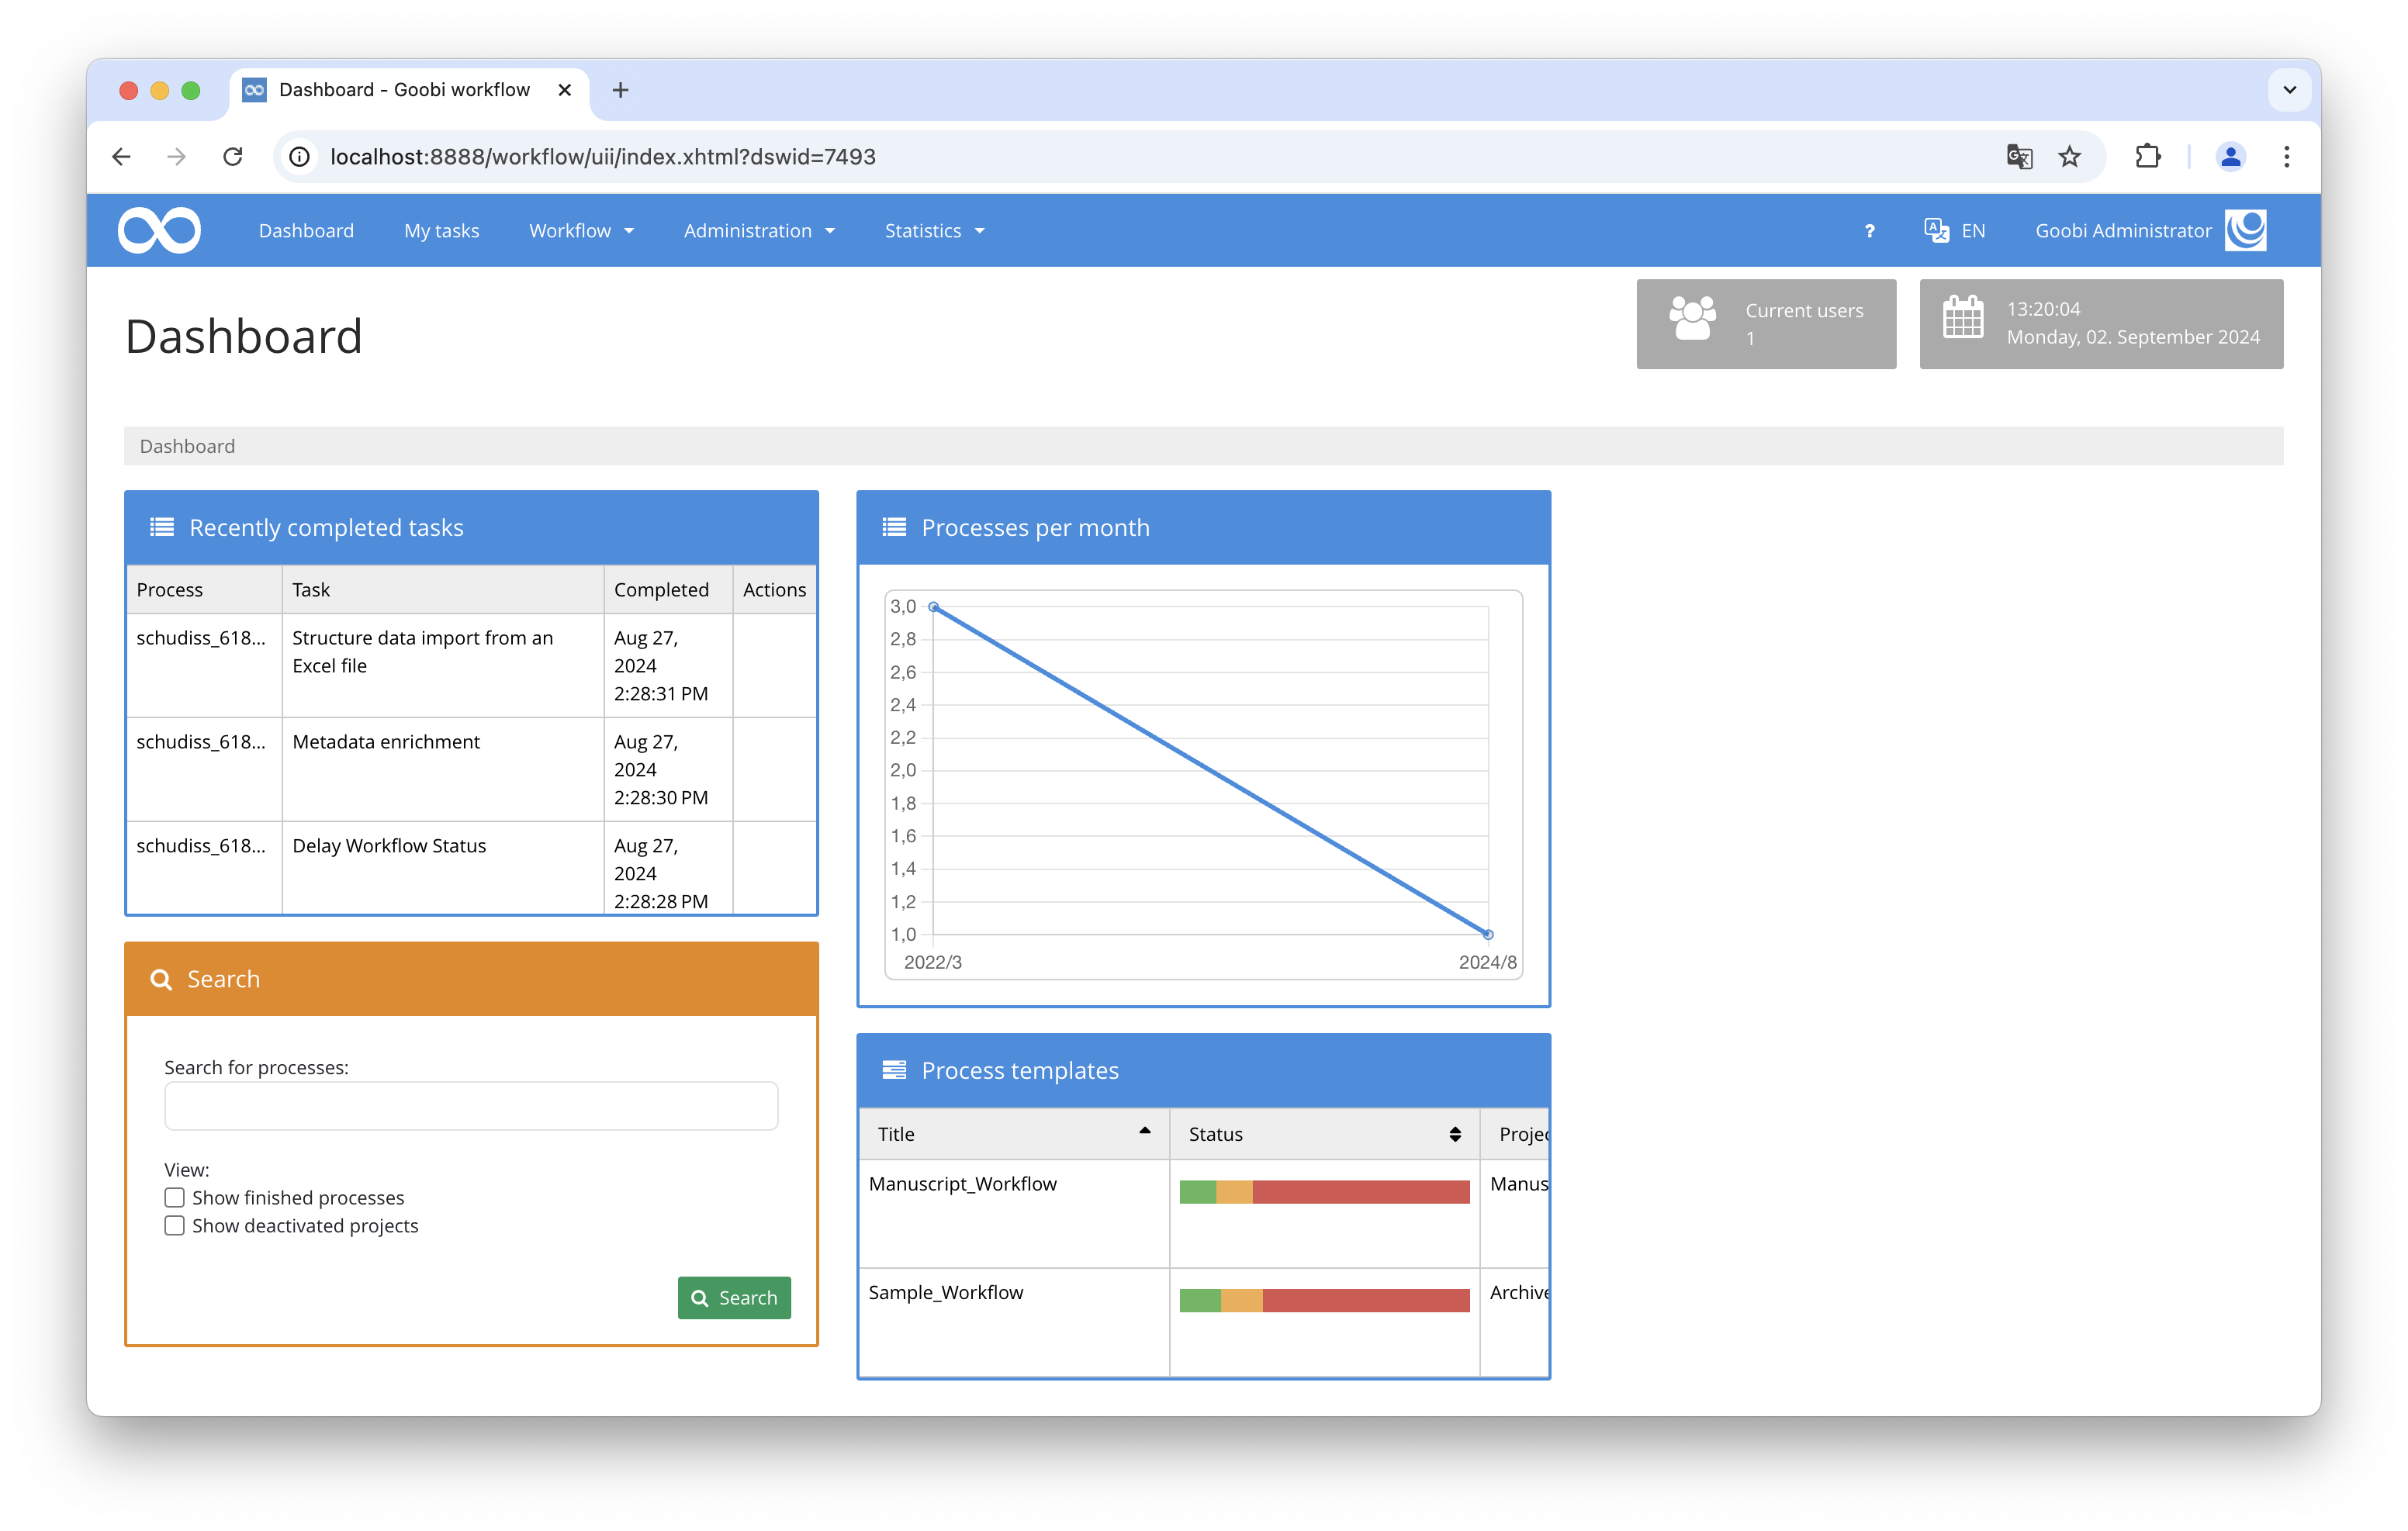 Dashboard - Goobi workflow
localhost:8888/workflow/uii/index.xhtml?dswid=7493
Dashboard
My tasks
Workflow
Administration
Statistics
?
EN
Goobi Administrator
Dashboard
Current users
1
13:20:04
Monday, 02. September 2024
Dashboard
Recently completed tasks
Process Task Completed Actions
schudiss_618... Structure data import from an Aug 27,
Excel file 2024
2:28:31 PM
schudiss_618... Metadata enrichment Aug 27,
2024
2:28:30 PM
schudiss_618... Delay Workflow Status Aug 27,
2024
2:28:28 PM
Search
Search for processes:
View:
Show finished processes
Show deactivated projects
Search
Processes per month
3,0
2,8
2,6
2,4
2,2
2,0
1,8
1,6
1,4
1,2
1,0
2022/3 2024/8
Process templates
Title Status Projec
Manuscript_Workflow Manus
Sample_Workflow Archive